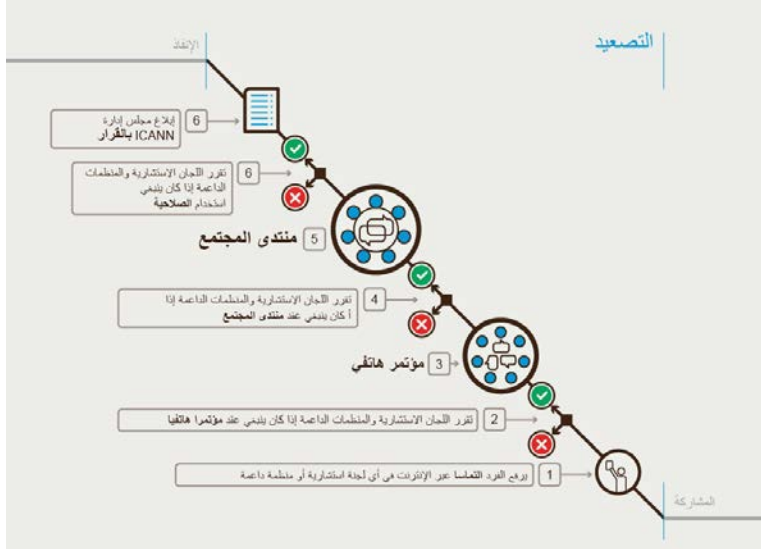 التصعيد
الإنفاذ
6
إبلاغ مجلس إدارة
ICANN بالقرار
6
تقرر اللجان الاستشارية والمنظمات
الداعمة إذا كان ينبغي
استخدام الصلاحية
5 منتدى المجتمع
4
تقرر اللجان الاستشارية والمنظمات الداعمة إذا
أ كان ينبغي عند منتدى المجتمع
3 مؤتمر هاتفي
2 تقرر اللجان الاستشارية والمنظمات الداعمة إذا كان ينبغي عند مؤتمرا هاتفيا
1 يرفع الفرد التماسا عبر الإنترنت في أي لجنة استشارية أو منظمة داعمة
المشاركة